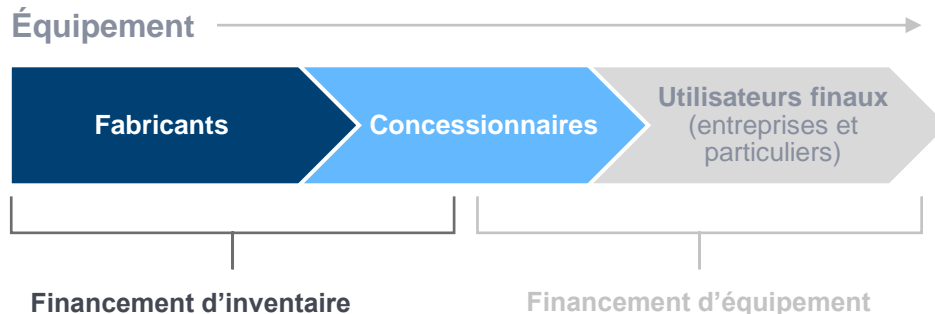 Équipement
Fabricants
Concessionnaires
Utilisateurs finaux
(entreprises et
particuliers)
Financement d’inventaire
Financement d’équipement